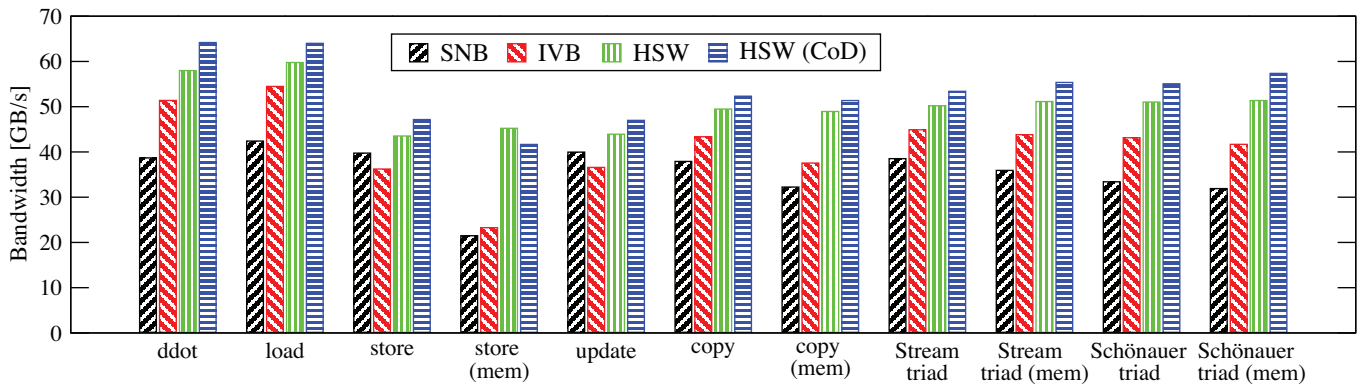 70
60
50
40
30
20
10
0
Bandwidth [GB/s]
SNB IVB HSW HSW (CoD)
ddot
load
store
store
(mem)
update
copy
copy
(mem)
Stream
triad
Stream
triad (mem)
Schönauer
triad
Schönauer
triad (mem)